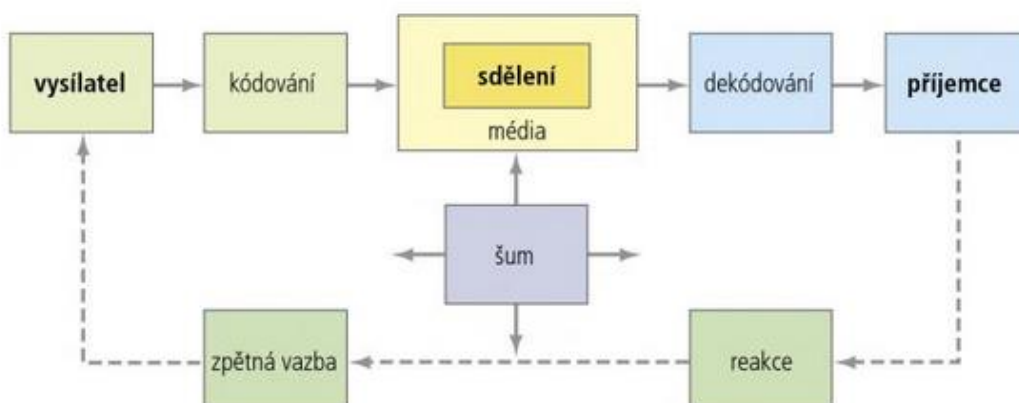 vysílatel
kódování
sdělení
média
dekódování
příjemce
šum
zpětná vazba
reakce